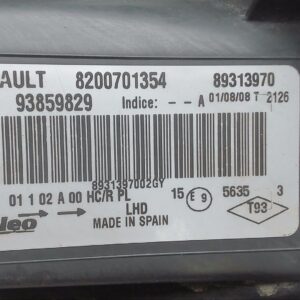 AULT 8200701354 89313970
93859829 Indice: - - A 01/08/08 T 2126
8931397002GY
01 1 02 A 00 HC/R PL 15 E 9 5635 3
LHD T93
leo MADE IN SPAIN